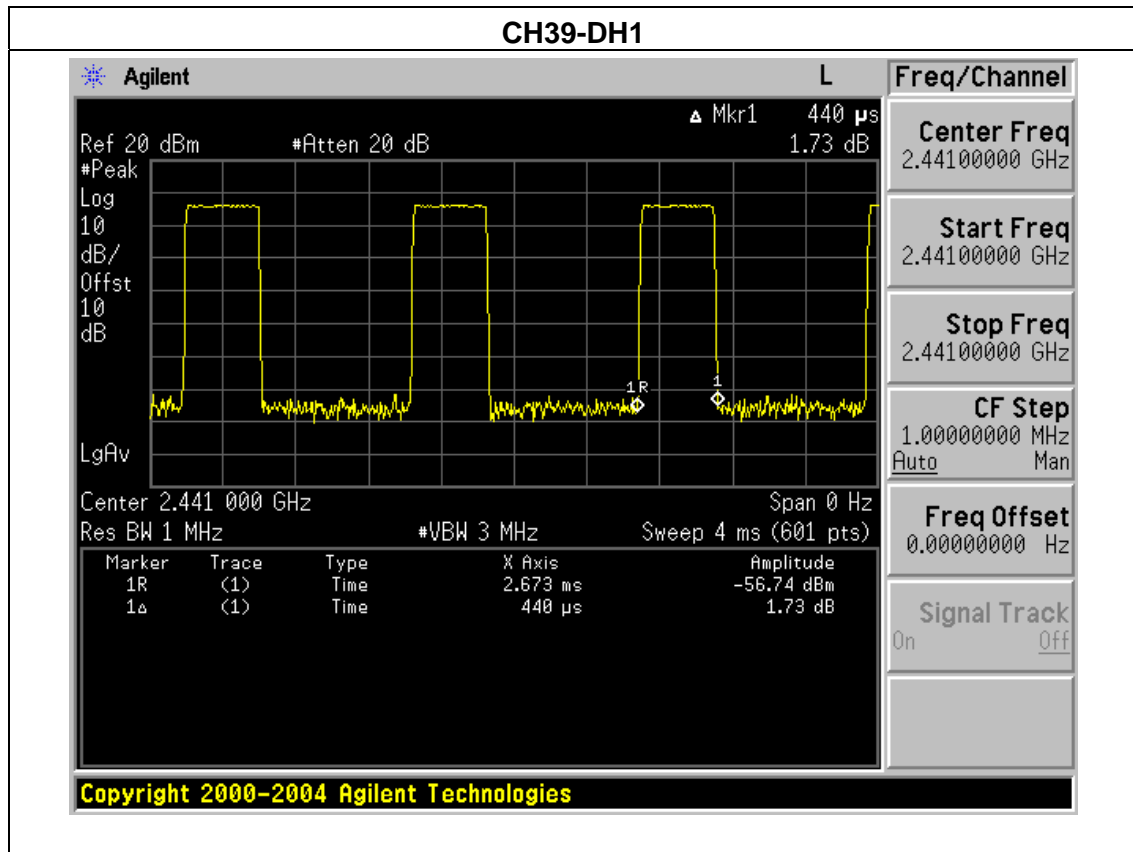 CH39-DH1
Agilent L Freq/Channel
Δ Mkr1 440 µs
Ref 20 dBm #Atten 20 dB 1.73 dB
#Peak
Log
10
dB/
Offst
10
dB
1R
1
LgAv
Center 2.441 000 GHz Span 0 Hz
Res BW 1 MHz #VBW 3 MHz Sweep 4 ms (601 pts)
Marker Trace Type X Axis Amplitude
1R (1) Time 2.673 ms -56.74 dBm
1Δ (1) Time 440 µs 1.73 dB
Center Freq
2.44100000 GHz
Start Freq
2.44100000 GHz
Stop Freq
2.44100000 GHz
CF Step
1.00000000 MHz
Auto Man
Freq Offset
0.00000000 Hz
Signal Track
On Off
Copyright 2000-2004 Agilent Technologies